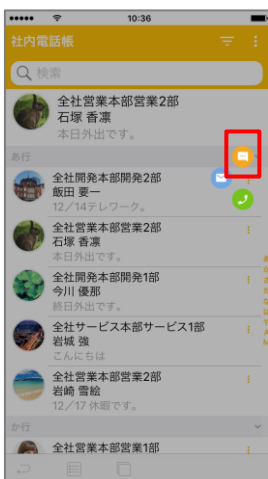 10:36
社内電話帳
検索
全社営業本部営業2部
石塚 香凛
本日外出です。
あ行
全社開発本部開発2部
飯田 要一
12/14テレワーク。
全社営業本部営業2部
石塚 香凛
本日外出です。
全社開発本部開発1部
今川 優那
終日外出です。
全社サービス本部サービス1部
岩城 強
こんにちは
全社営業本部営業2部
岩崎 雪絵
12/17 休暇です。
か行
全社営業本部営業1部